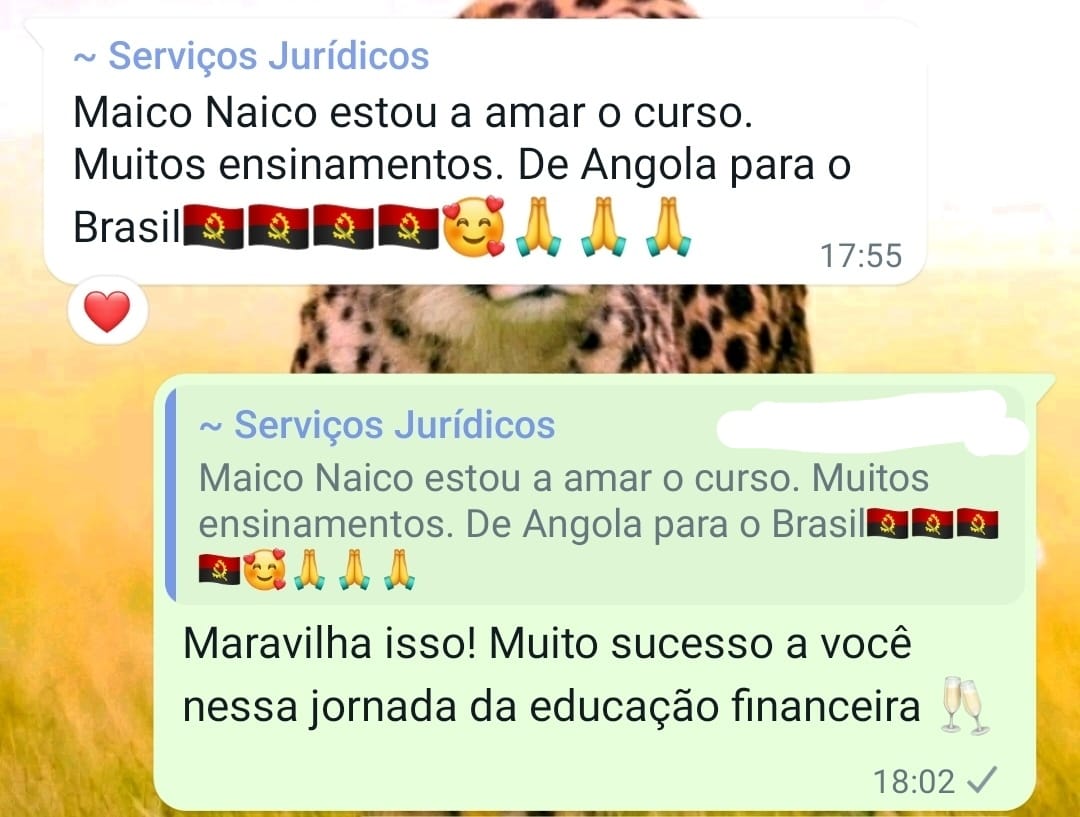 ~ Serviços Jurídicos
Maico Naico estou a amar o curso.
Muitos ensinamentos. De Angola para o
Brasil🇦🇴🇦🇴🇦🇴🇦🇴🥰🙏🙏🙏
17:55
~ Serviços Jurídicos
Maico Naico estou a amar o curso. Muitos
ensinamentos. De Angola para o Brasil🇦🇴🇦🇴🇦🇴
🇦🇴🥰🙏🙏🙏
Maravilha isso! Muito sucesso a você
nessa jornada da educação financeira 🥂
18:02